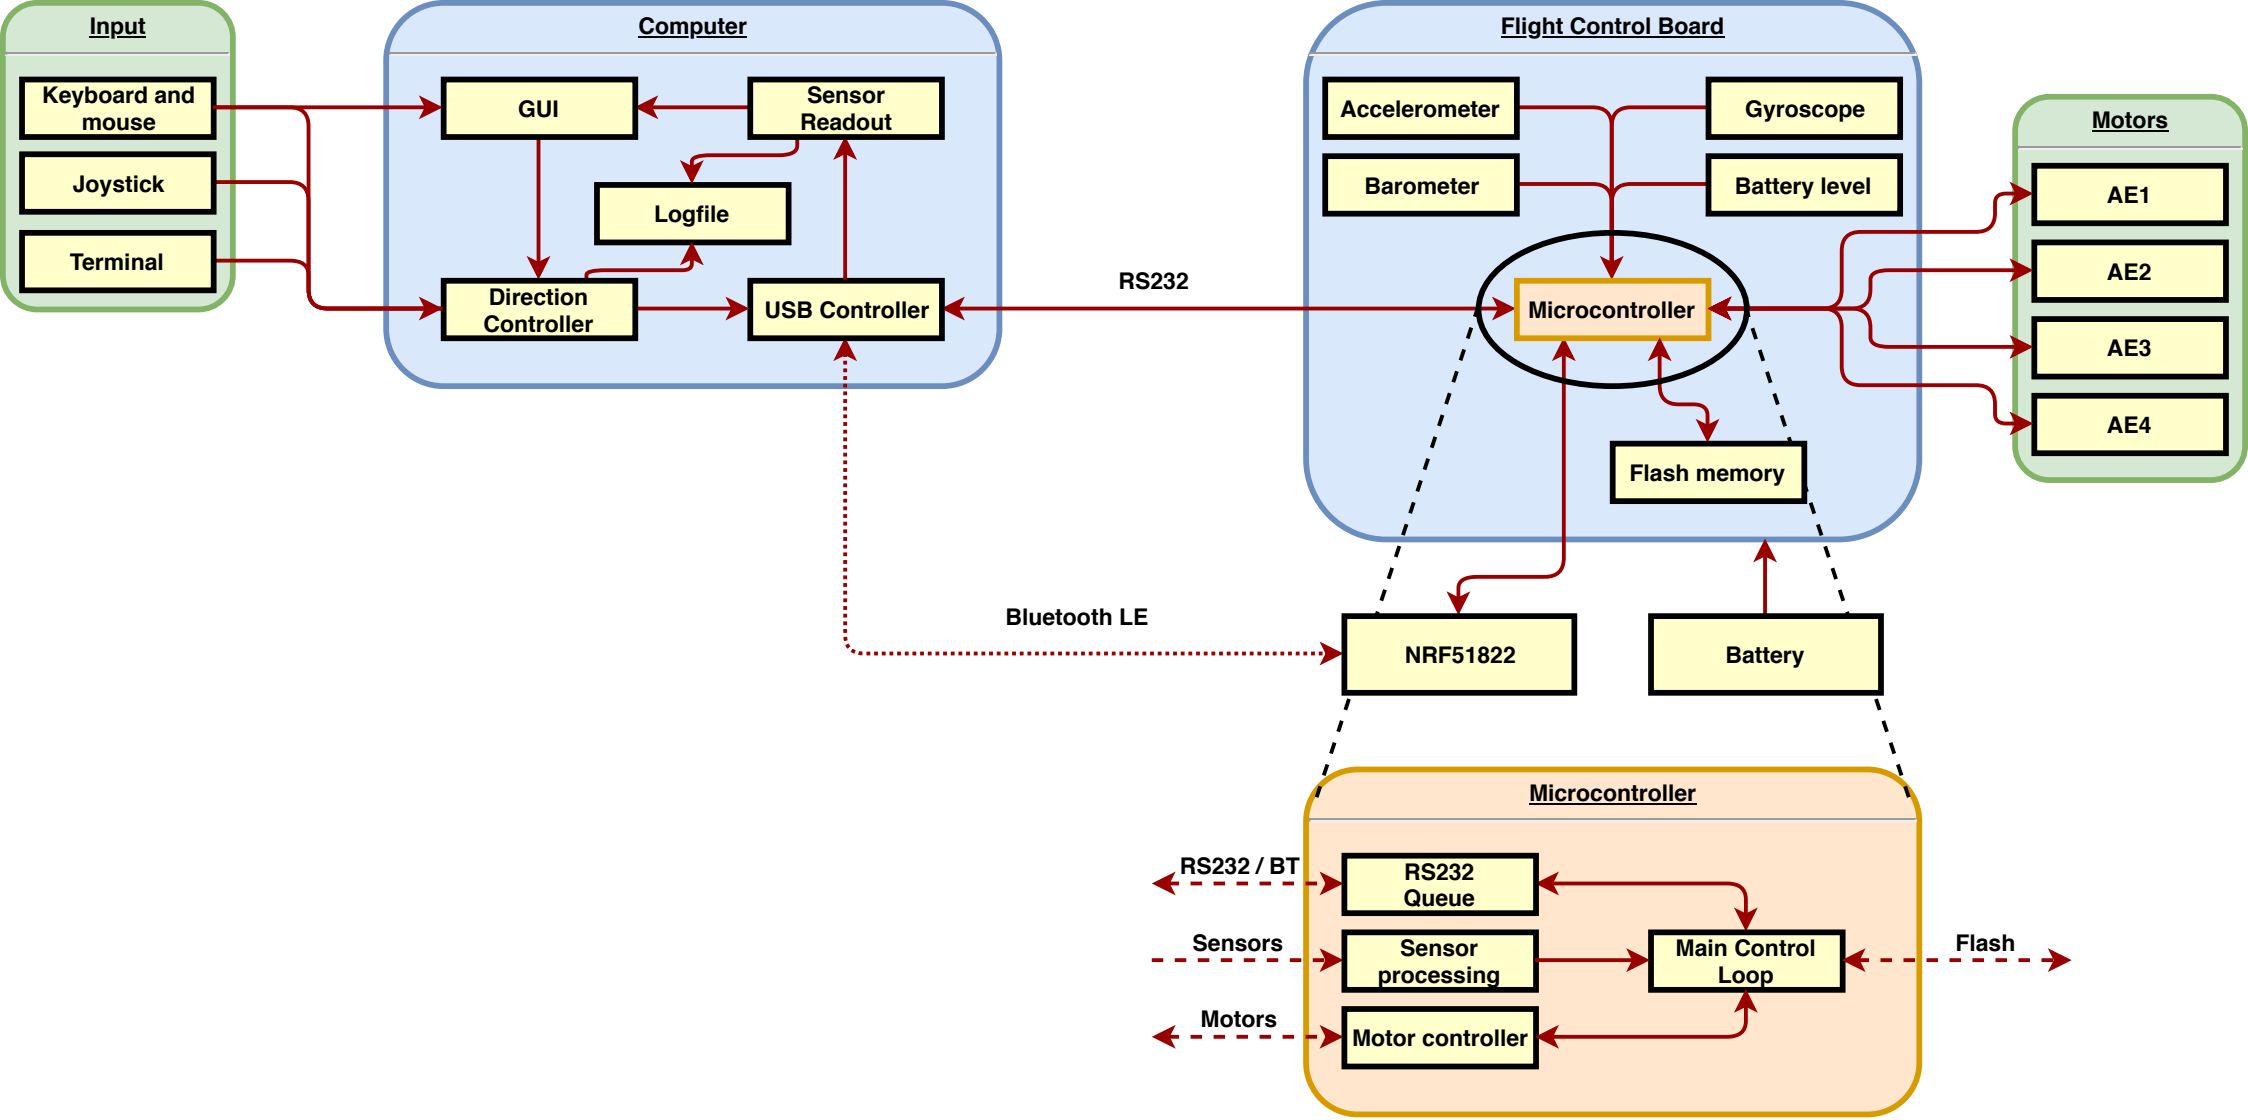 Input
Keyboard and
mouse
Joystick
Terminal
Computer
GUI
Sensor
Readout
Logfile
Direction
Controller
USB Controller
RS232
Bluetooth LE
Flight Control Board
Accelerometer
Gyroscope
Barometer
Battery level
Microcontroller
Flash memory
NRF51822
Battery
Motors
AE1
AE2
AE3
AE4
Microcontroller
RS232 / BT
RS232
Queue
Sensors
Sensor
processing
Main Control
Loop
Flash
Motors
Motor controller